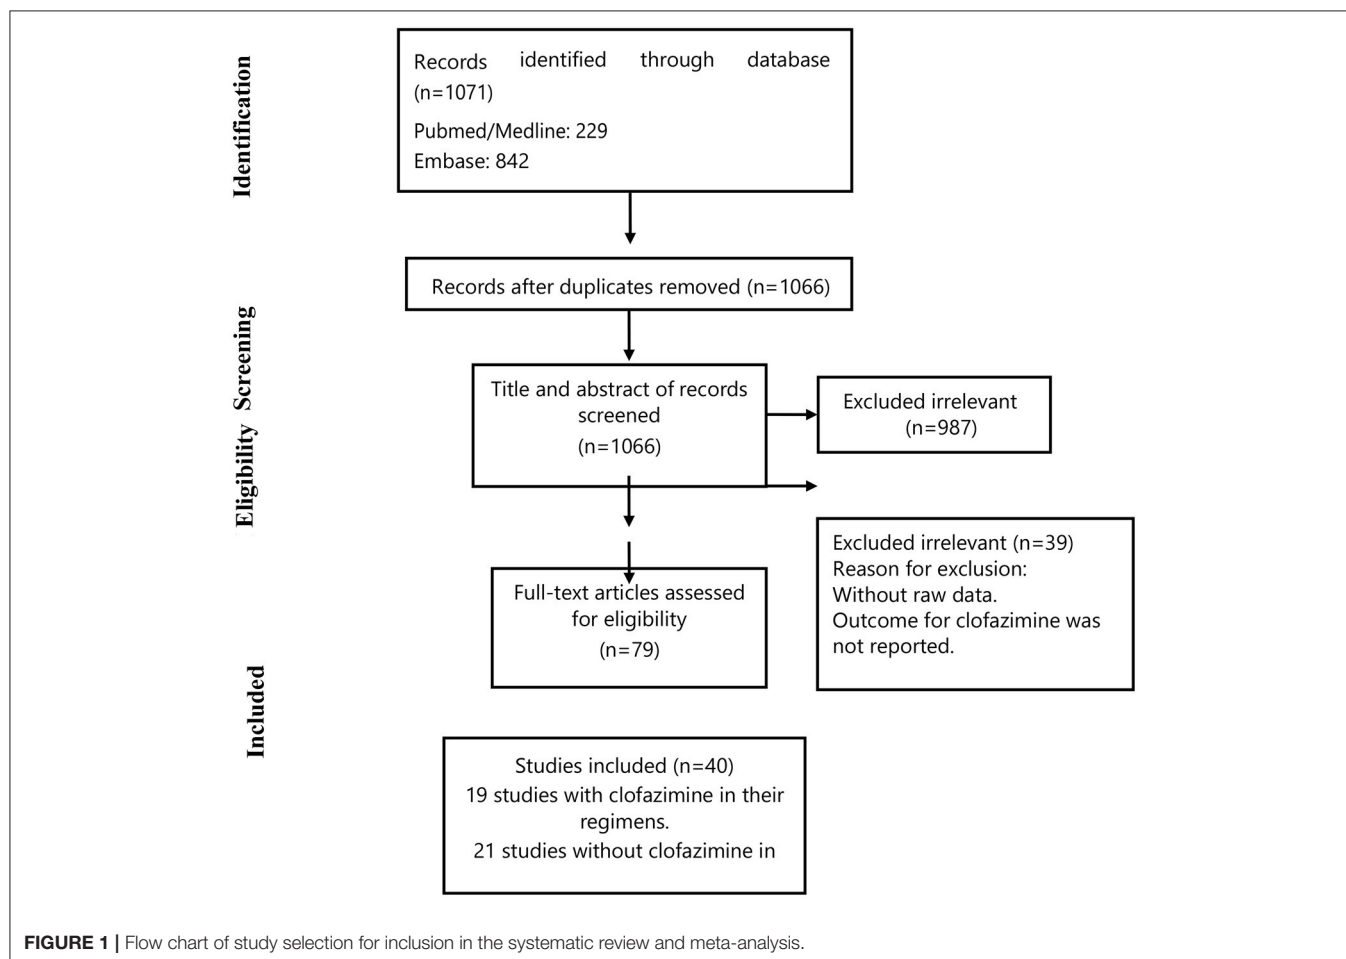 Identification
Records identified through database
(n=1071)
Pubmed/Medline: 229
Embase: 842
Records after duplicates removed (n=1066)
Screening
Title and abstract of records
screened
(n=1066)
Excluded irrelevant
(n=987)
Eligibility
Full-text articles assessed
for eligibility
(n=79)
Excluded irrelevant (n=39)
Reason for exclusion:
Without raw data.
Outcome for clofazimine was
not reported.
Included
Studies included (n=40)
19 studies with clofazimine in their
regimens.
21 studies without clofazimine in
FIGURE 1 | Flow chart of study selection for inclusion in the systematic review and meta-analysis.